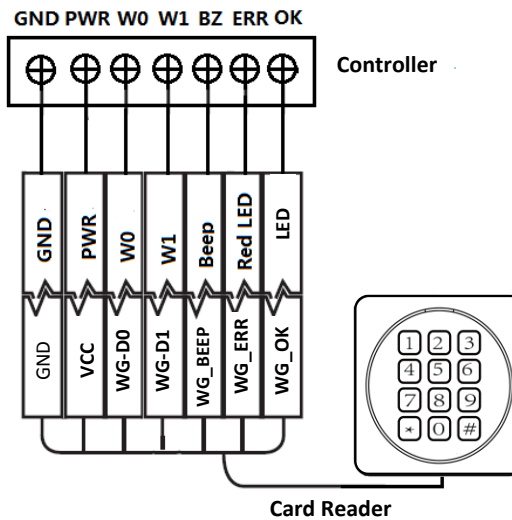 GND PWR W0 W1 BZ ERR OK
Controller
GND
PWR
W0
W1
Beep
Red LED
LED
GND
VCC
WG-D0
WG-D1
WG_BEEP
WG_ERR
WG_OK
1 2 3
4 5 6
7 8 9
* 0 #
Card Reader